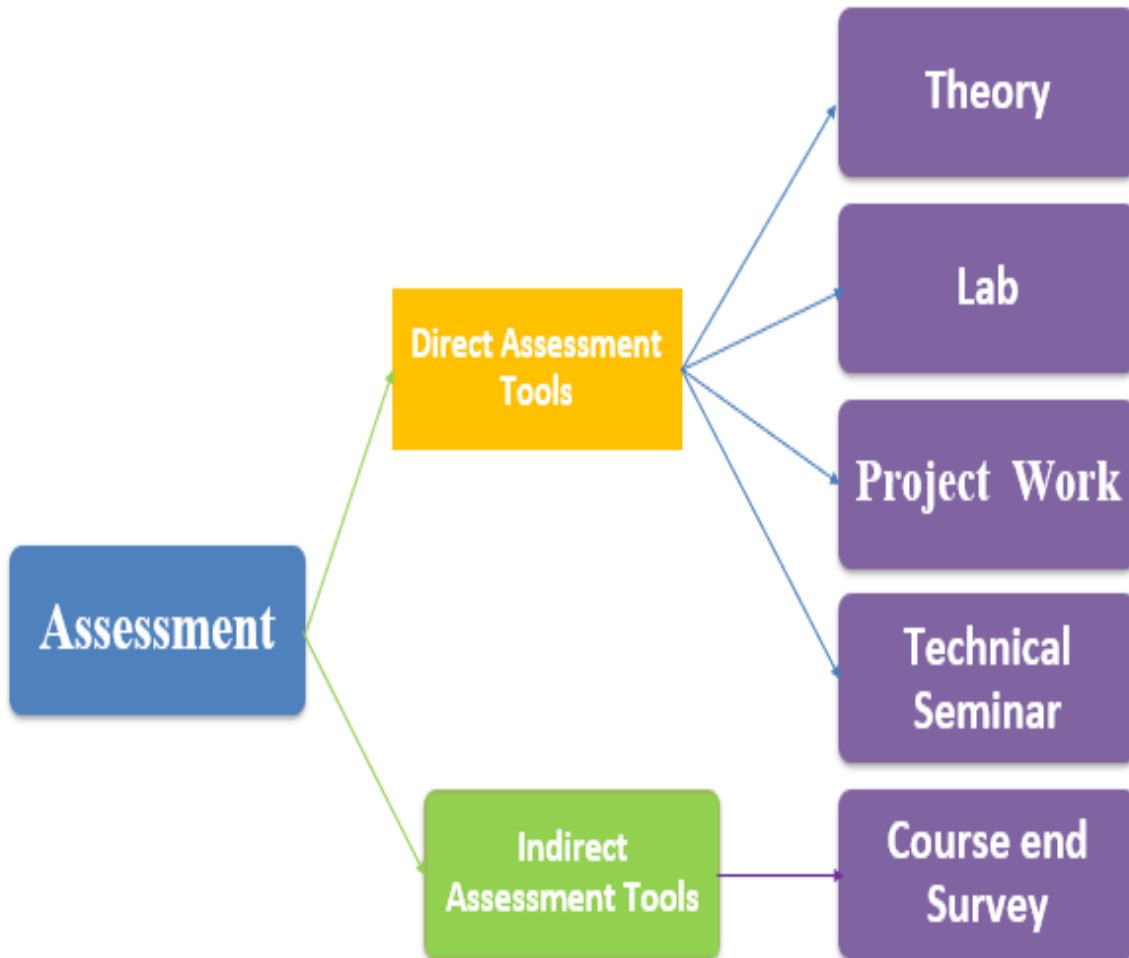 Theory
Lab
Direct Assessment
Tools
Project Work
Assessment
Technical
Seminar
Indirect
Assessment Tools
Course end
Survey